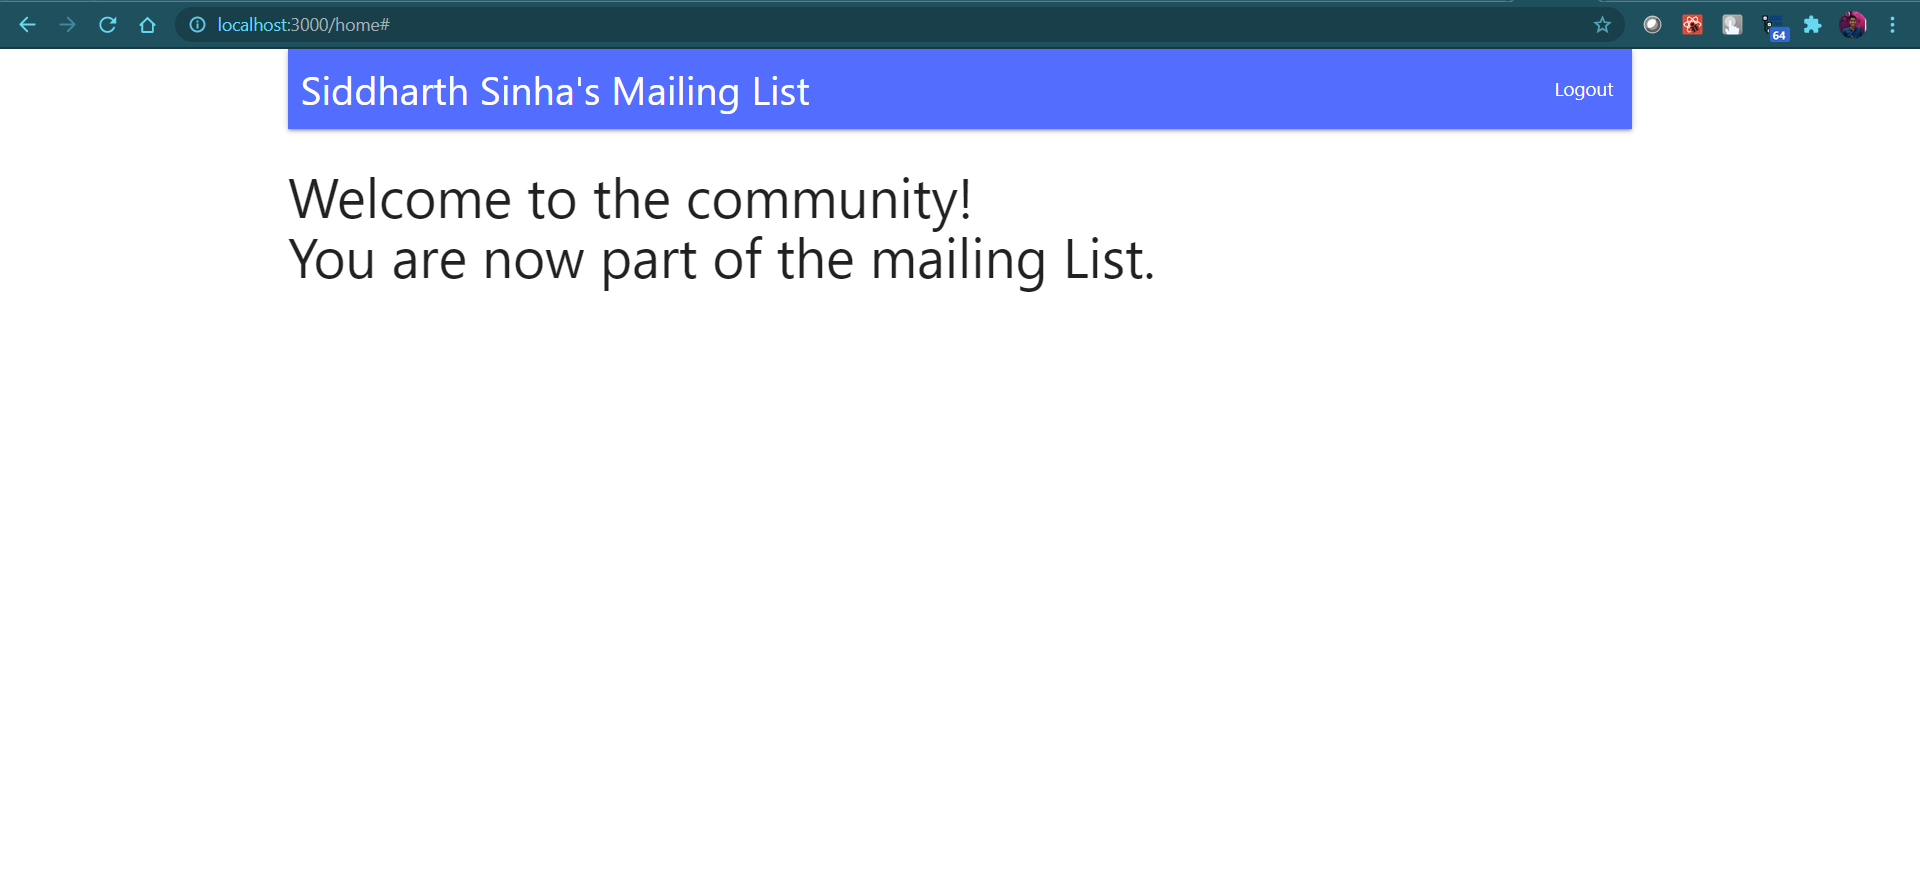 localhost:3000/home#
64
Siddharth Sinha's Mailing List
Logout
Welcome to the community!
You are now part of the mailing List.